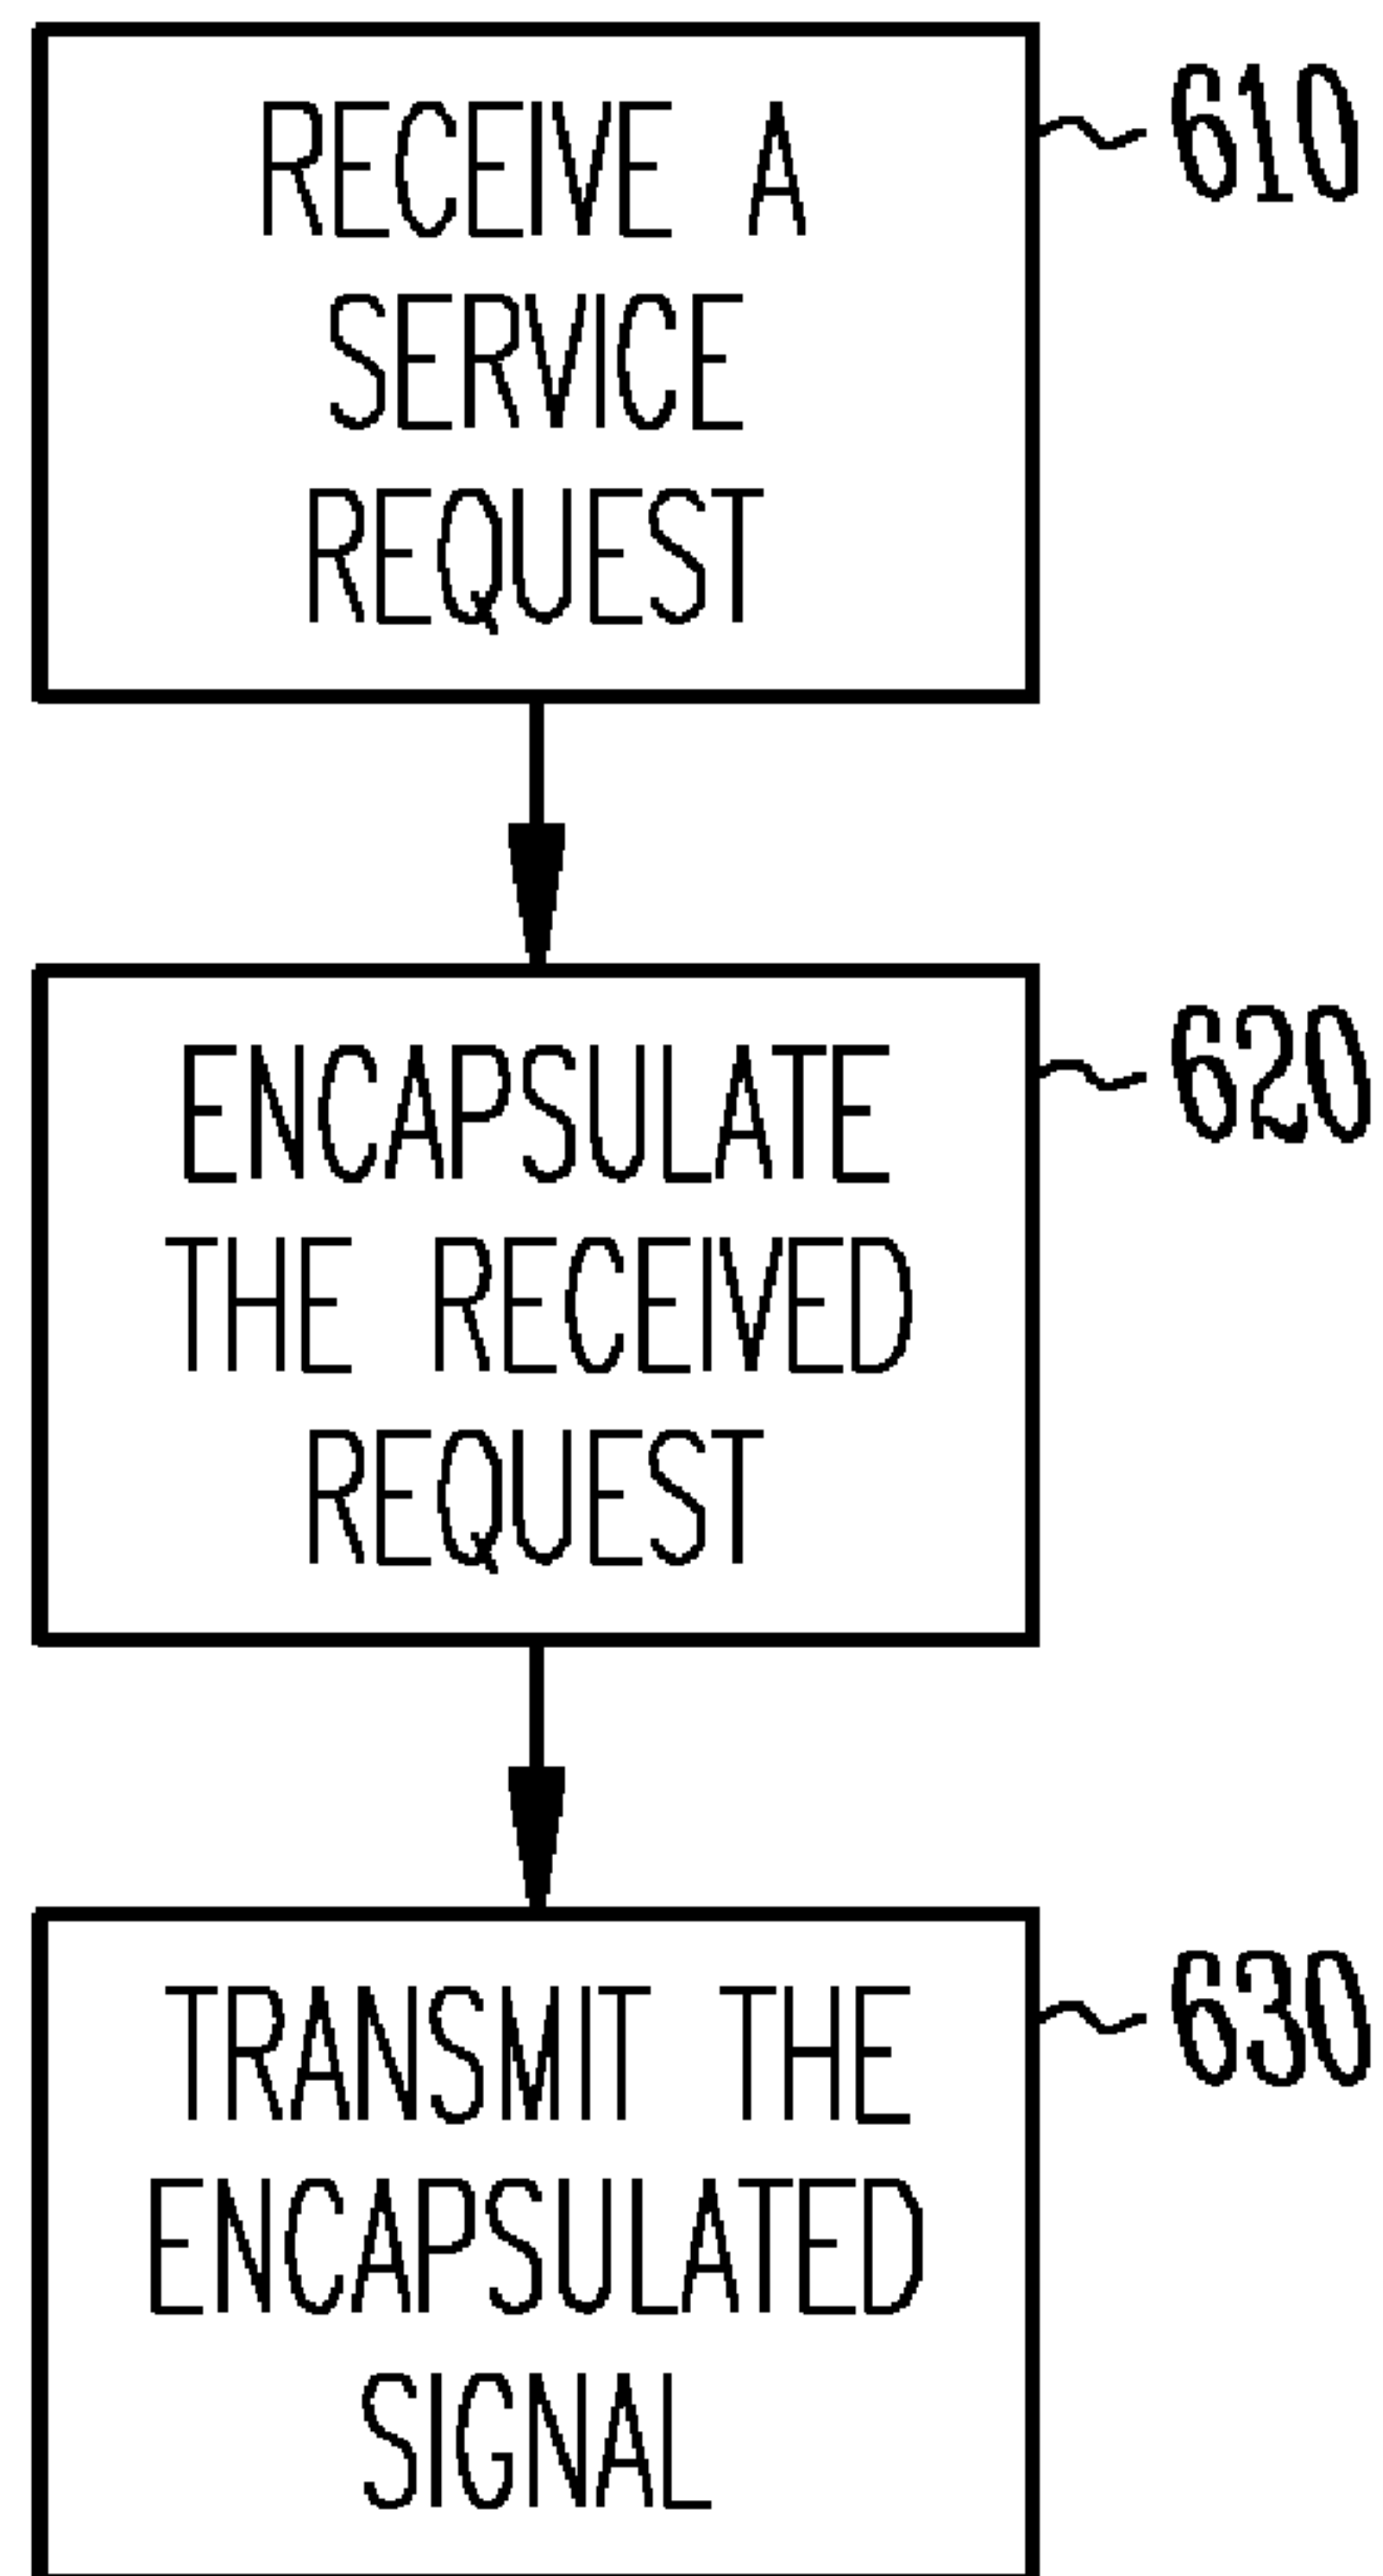 RECEIVE A
SERVICE
REQUEST
610
ENCAPSULATE
THE RECEIVED
REQUEST
620
TRANSMIT THE
ENCAPSULATED
SIGNAL
630